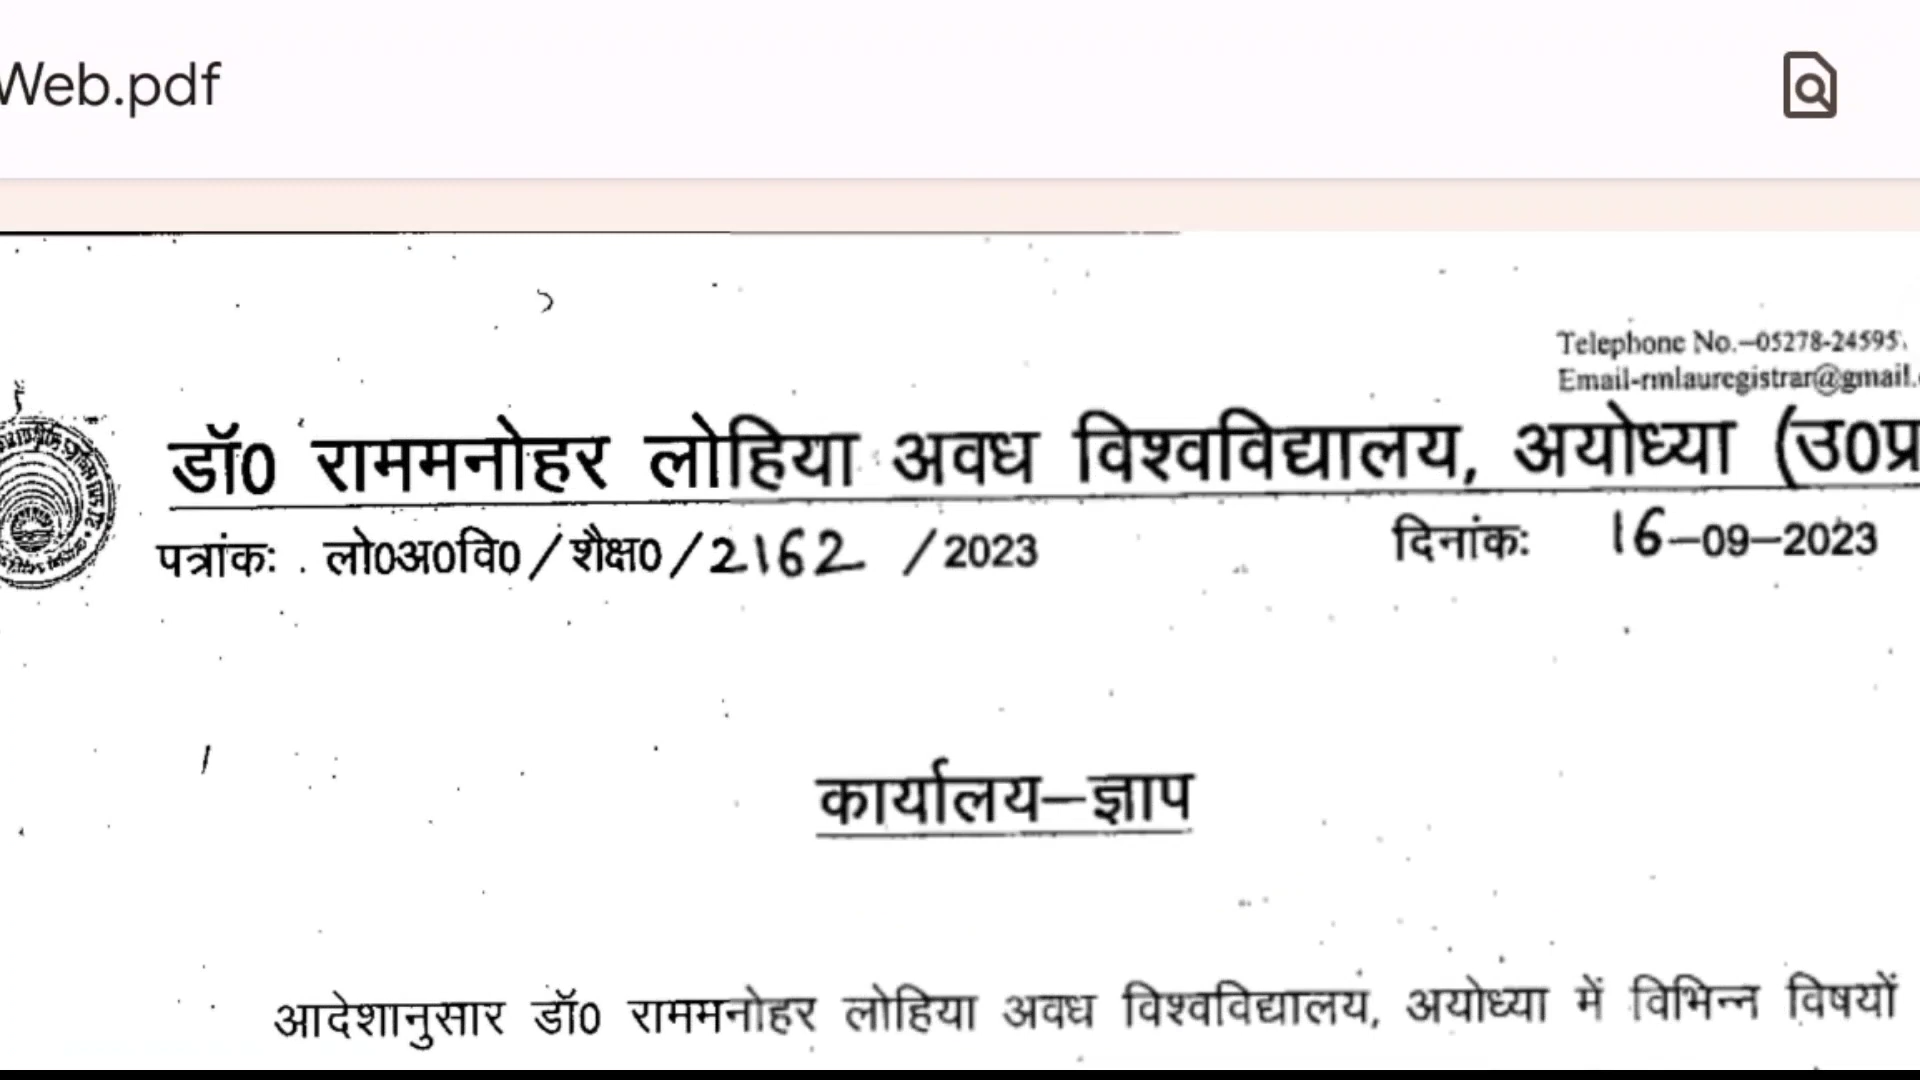 Web.pdf
Telephone No.–05278-24595
Email-rmlauregistrar@gmail.
डॉ0 राममनोहर लोहिया अवध विश्वविद्यालय, अयोध्या (उ0प्र
पत्रांकः . लो0अ0वि0 / शैक्ष0 / 2162 / 2023 दिनांकः 16–09–2023
कार्यालय–ज्ञाप
आदेशानुसार डॉ0 राममनोहर लोहिया अवध विश्वविद्यालय, अयोध्या में विभिन्न विषयों